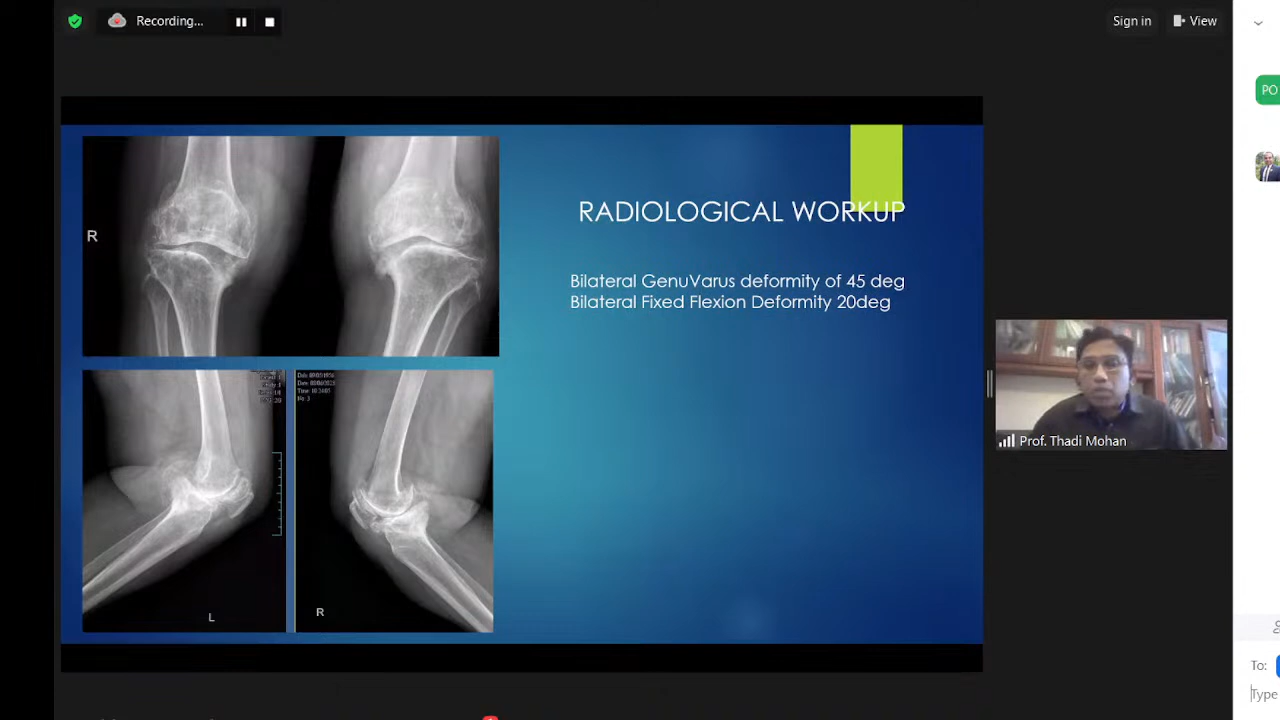 Recording...
Sign in
View
PO
R
RADIOLOGICAL WORKUP
Bilateral GenuVarus deformity of 45 deg
Bilateral Fixed Flexion Deformity 20deg
L
R
Prof. Thadi Mohan
To:
Type